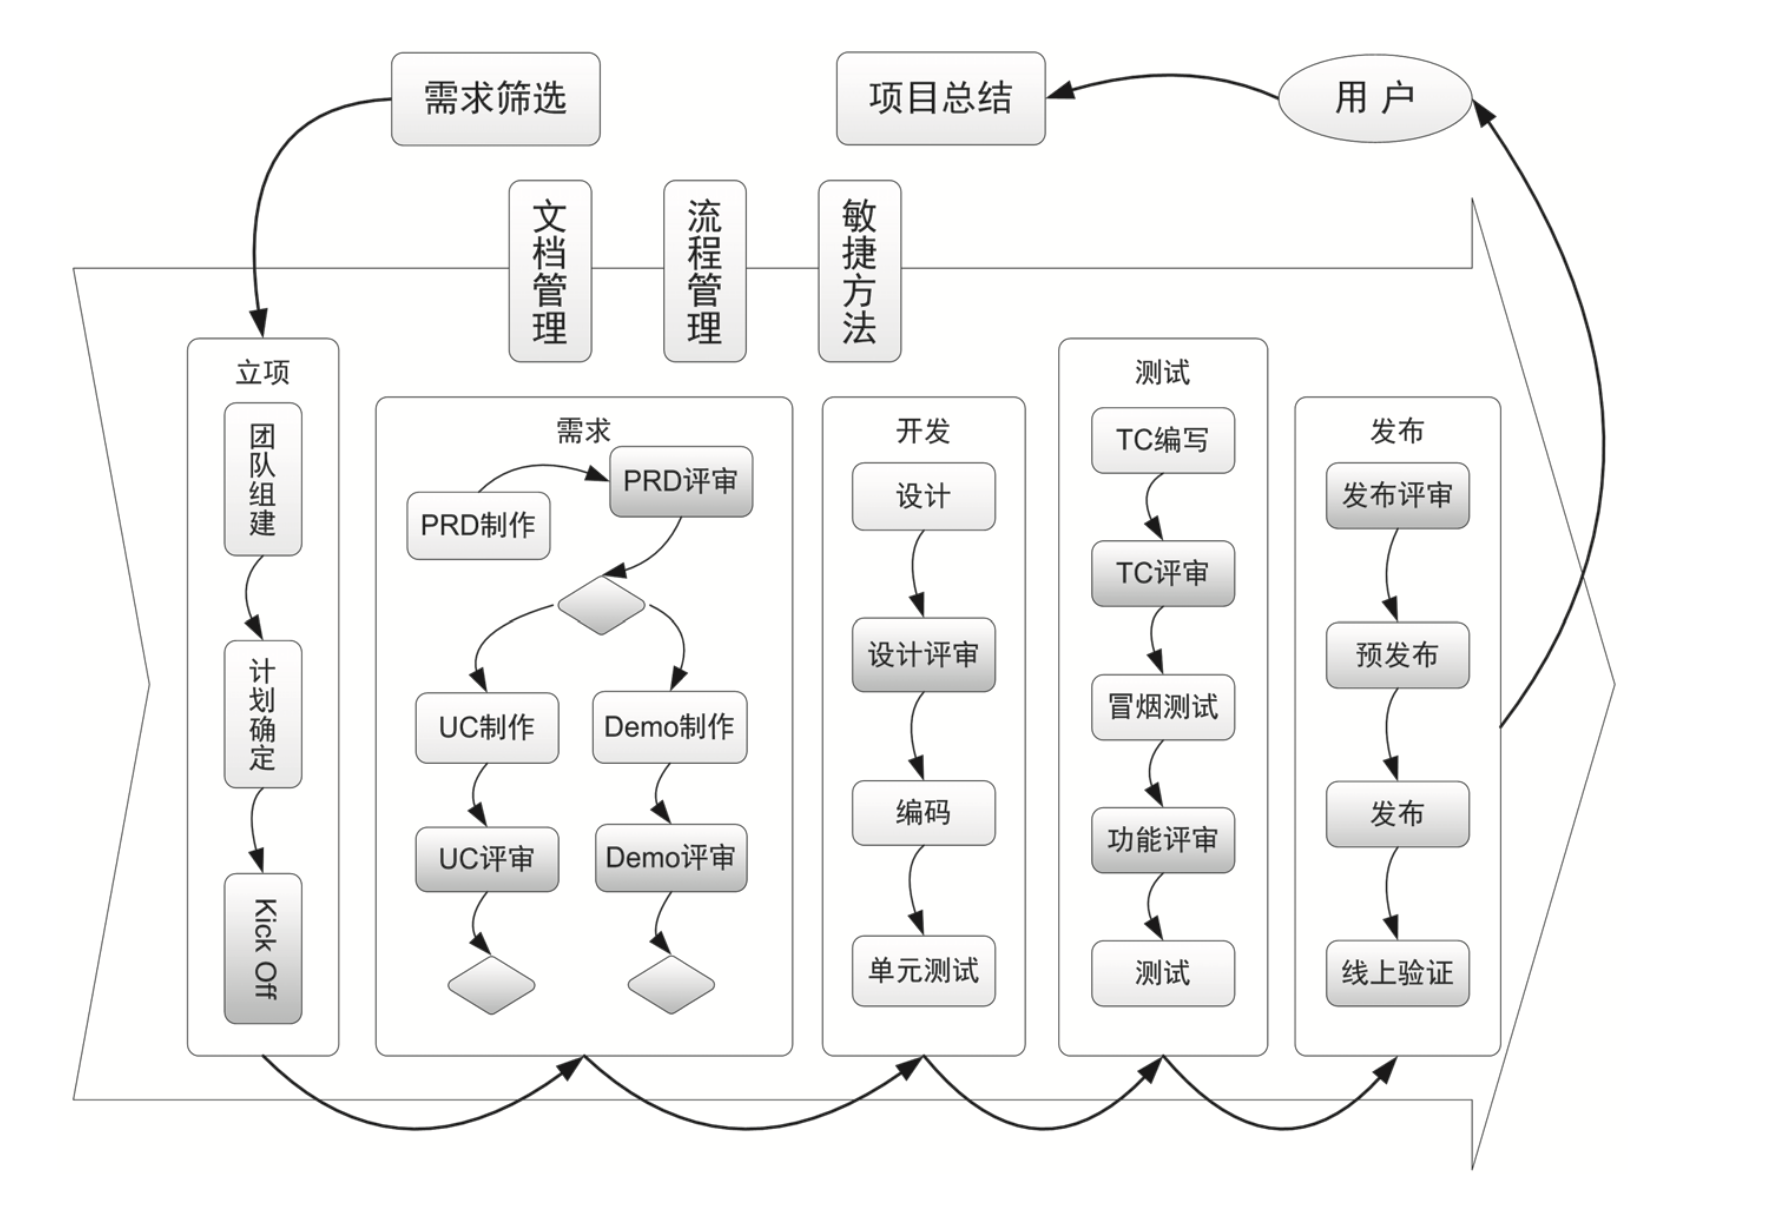 需求筛选
项目总结
用户
文档管理
流程管理
敏捷方法
立项
团队组建
计划确定
Kick Off
需求
PRD制作
PRD评审
UC制作
Demo制作
UC评审
Demo评审
开发
设计
设计评审
编码
单元测试
测试
TC编写
TC评审
冒烟测试
功能评审
测试
发布
发布评审
预发布
发布
线上验证